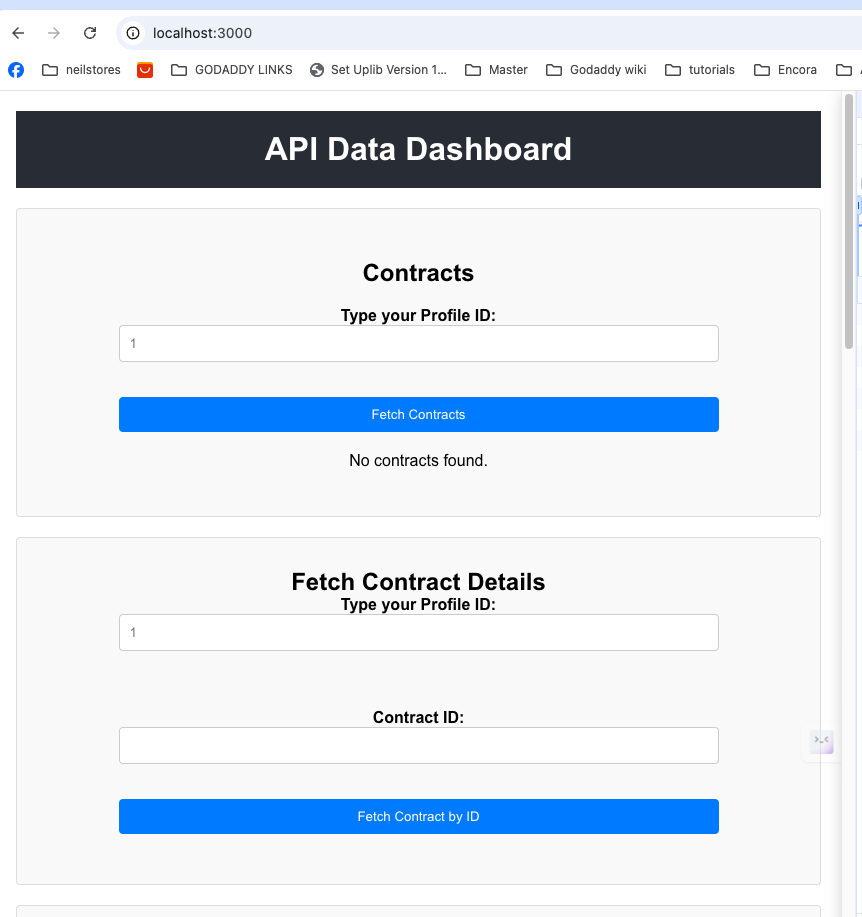 localhost:3000
neilstores GODADDY LINKS Set Uplib Version 1... Master Godaddy wiki tutorials Encora
API Data Dashboard
Contracts
Type your Profile ID:
1
Fetch Contracts
No contracts found.
Fetch Contract Details
Type your Profile ID:
1
Contract ID:
Fetch Contract by ID